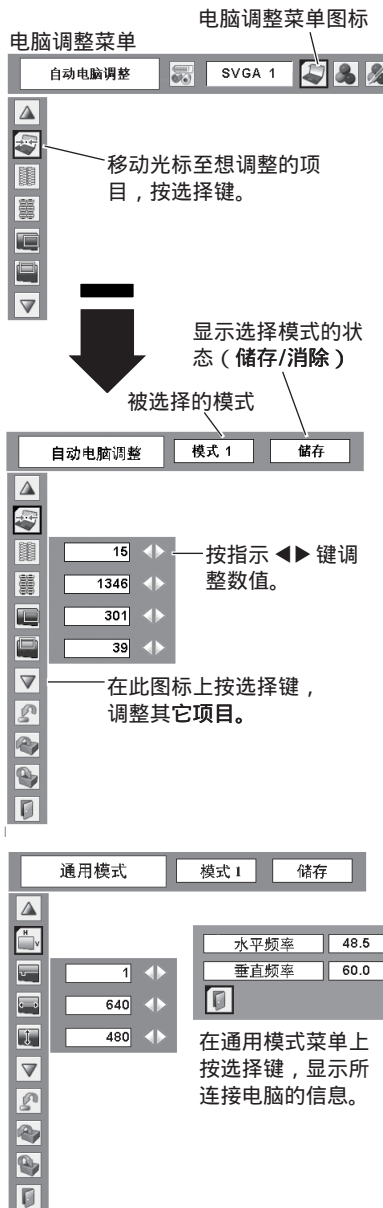 电脑调整菜单图标
电脑调整菜单
自动电脑调整 SVGA 1
移动光标至想调整的项
目，按选择键。
显示选择模式的状
态（储存/消除）
被选择的模式
自动电脑调整 模式 1 储存
15
按指示 ◀▶ 键调
整数值。
1346
301
39
在此图标上按选择键，
调整其它项目。
通用模式 模式 1 储存
H
V
水平频率 48.5
垂直频率 60.0
1
640
480
在通用模式菜单上
按选择键，显示所
连接电脑的信息。